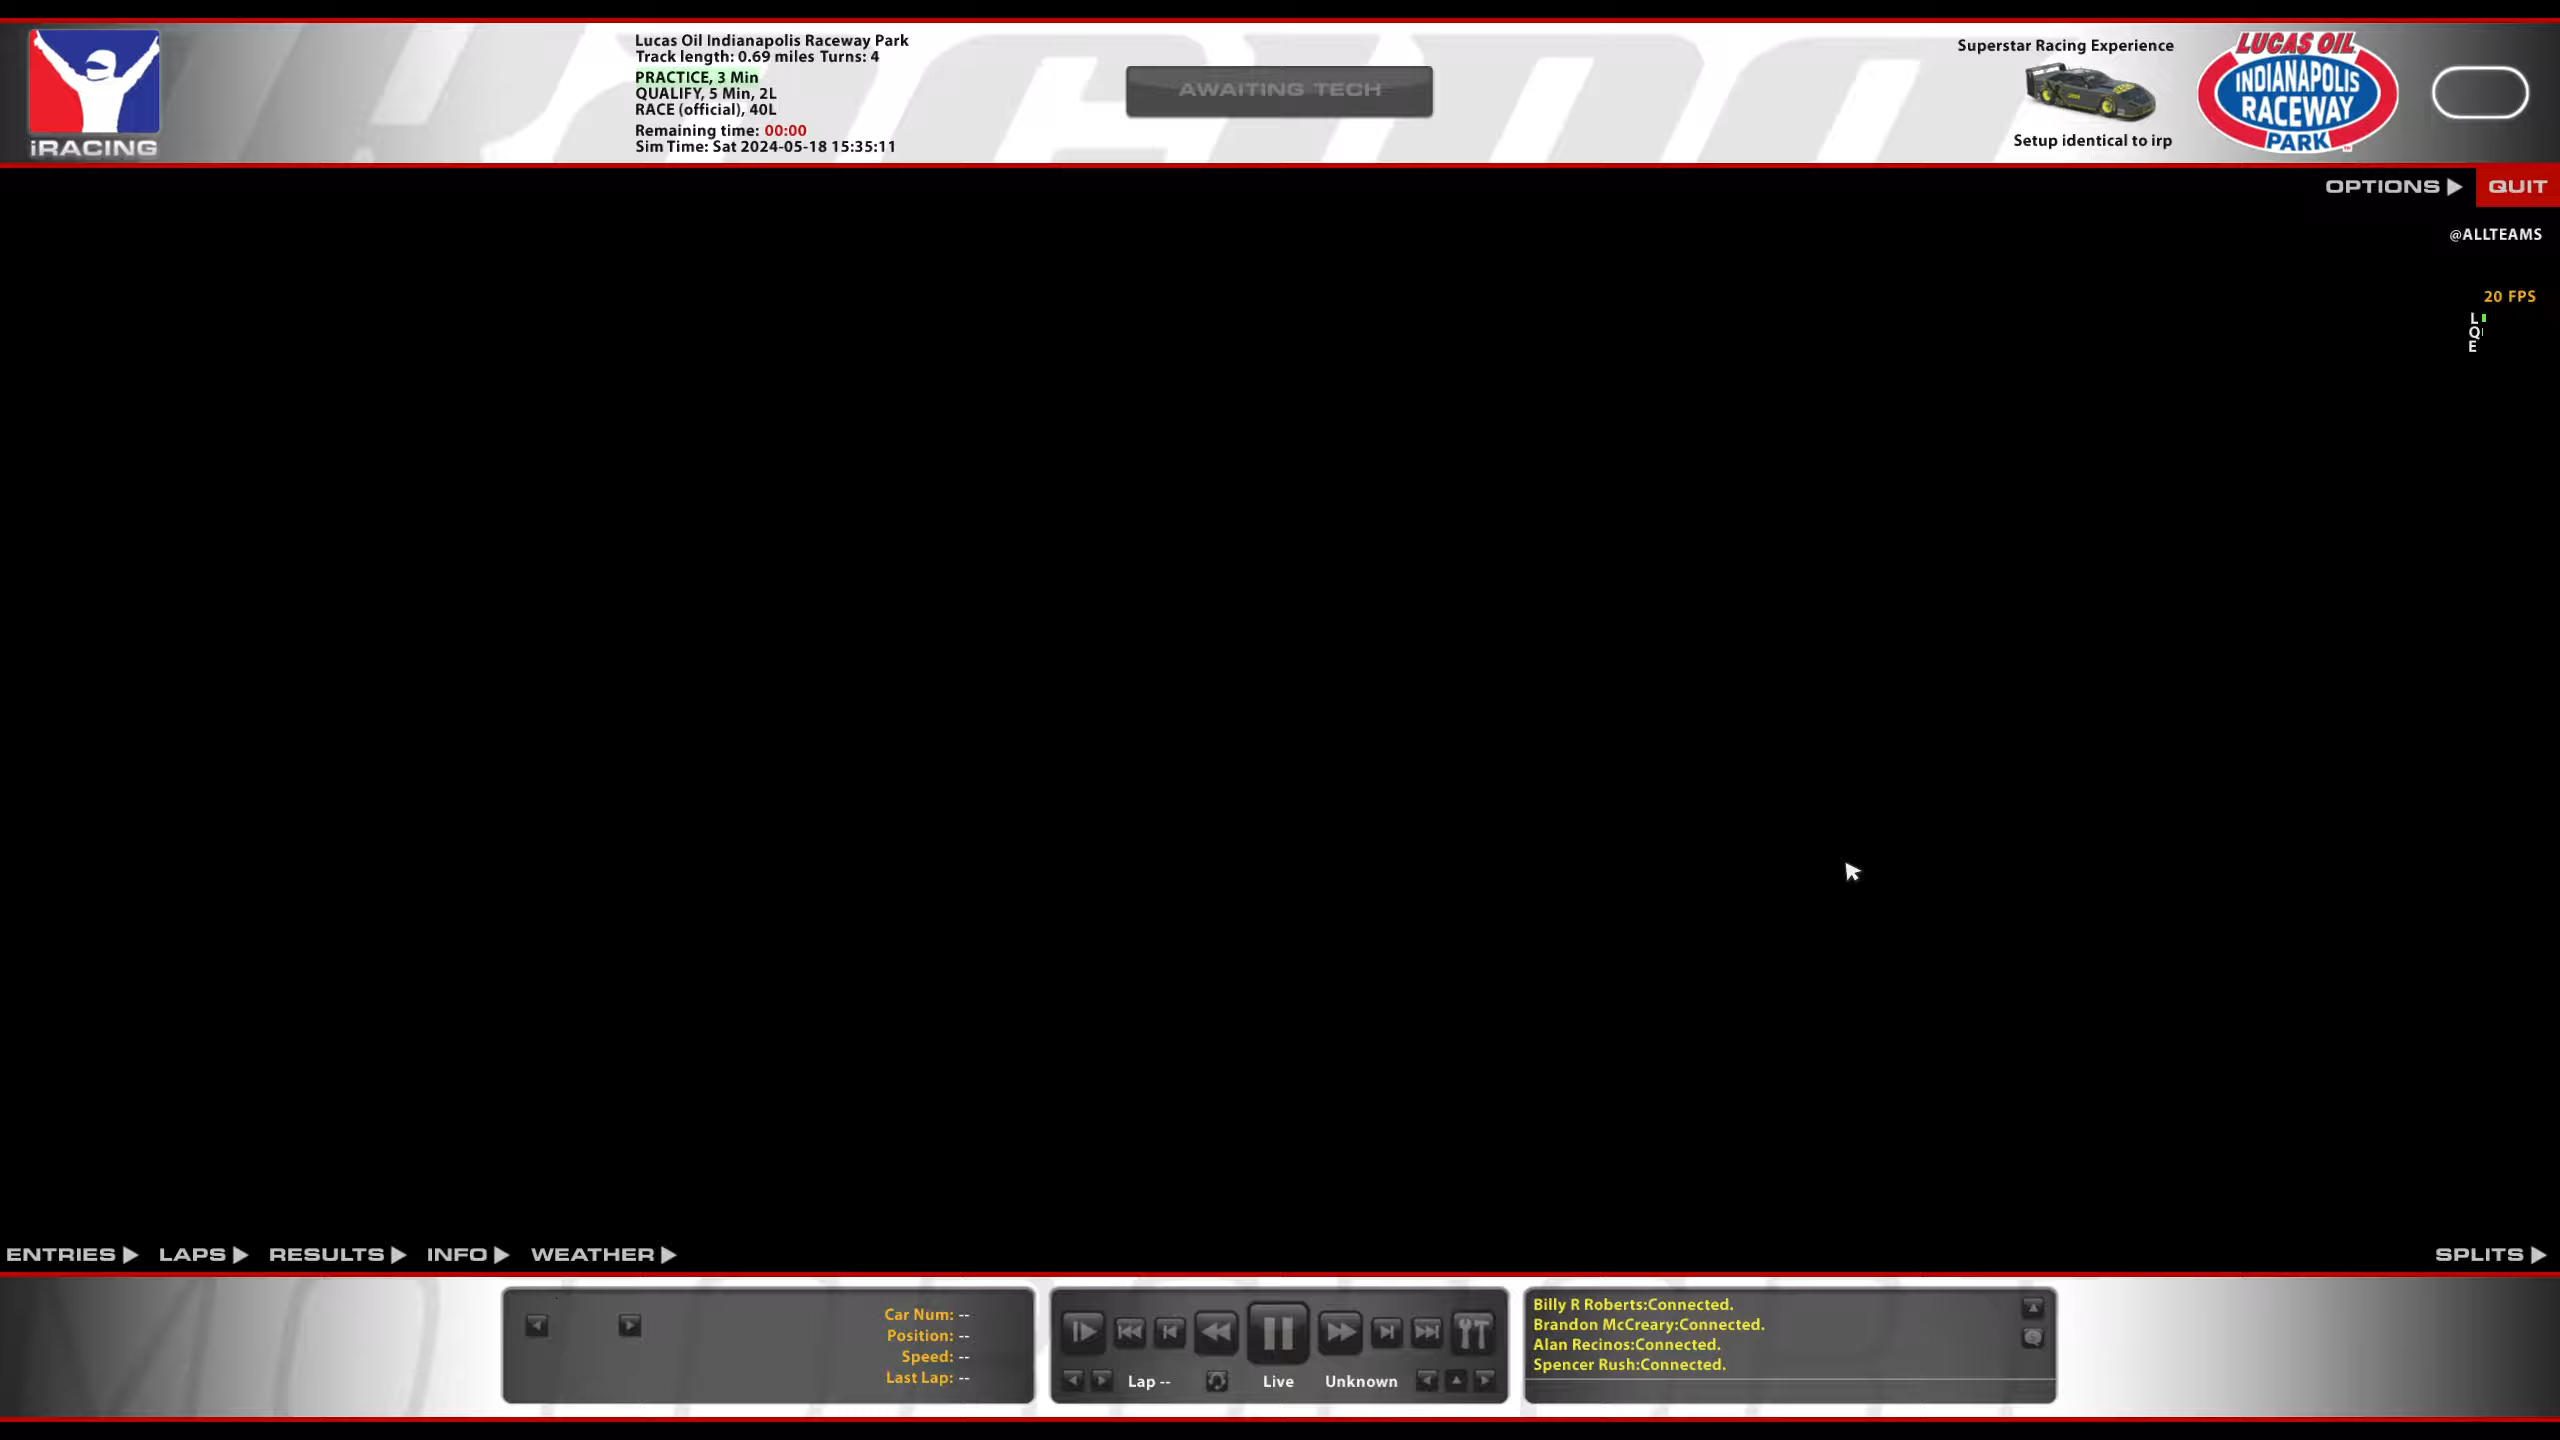 iRACING
Lucas Oil Indianapolis Raceway Park
Track length: 0.69 miles Turns: 4
PRACTICE, 3 Min
QUALIFY, 5 Min, 2L
RACE (official), 40L
Remaining time: 00:00
Sim Time: Sat 2024-05-18 15:35:11
AWAITING TECH
Superstar Racing Experience
Setup identical to irp
LUCAS OIL
INDIANAPOLIS
RACEWAY
PARK
OPTIONS
QUIT
@ALLTEAMS
20 FPS
L
Q
E
ENTRIES
LAPS
RESULTS
INFO
WEATHER
SPLITS
Car Num: --
Position: --
Speed: --
Last Lap: --
Lap --
Live
Unknown
Billy R Roberts:Connected.
Brandon McCreary:Connected.
Alan Recinos:Connected.
Spencer Rush:Connected.